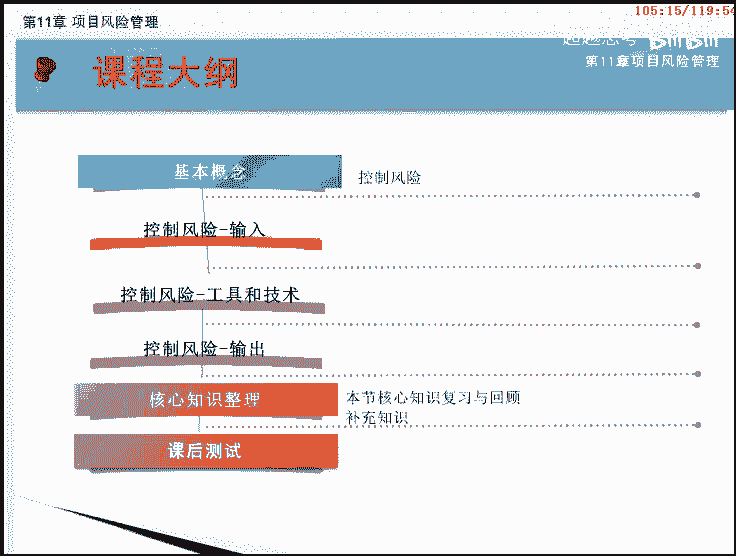 第11章 项目风险管理
105:15/119:54
第11章项目风险管理
课程大纲
基本概念
控制风险
控制风险-输入
控制风险-工具和技术
控制风险-输出
核心知识整理
本节核心知识复习与回顾
补充知识
课后测试